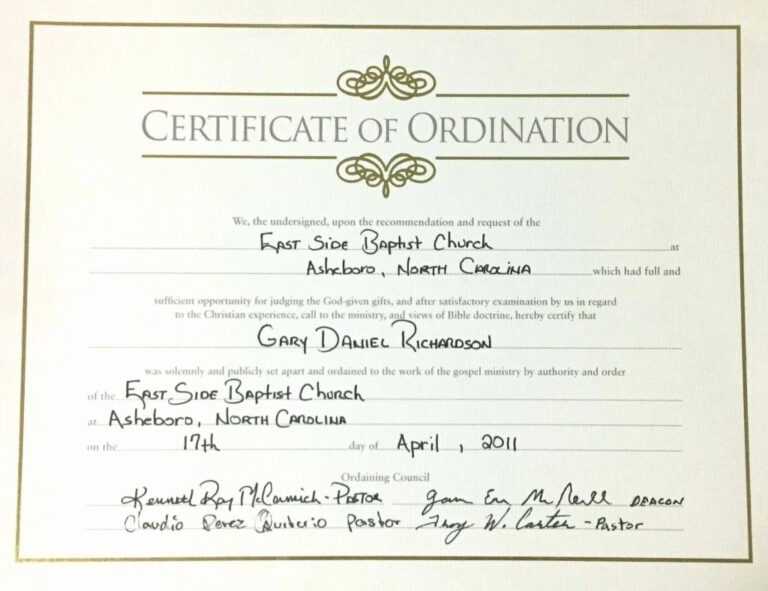 CERTIFICATE OF ORDINATION
We, the undersigned, upon the recommendation and request of the
East Side Baptist Church at
Asheboro, North Carolina which had full and
sufficient opportunity for judging the God-given gifts, and after satisfactory examination by us in regard
to the Christian experience, call to the ministry, and views of Bible doctrine, hereby certify that
Gary Daniel Richardson
was solemnly and publicly set apart and ordained to the work of the gospel ministry by authority and order
of the East Side Baptist Church
at Asheboro, North Carolina
on the 17th day of April, 2011
Ordaining Council
Kenneth Ray McCormick - Pastor Deacon
Claudio Perez Pastor Troy W. Carter - Pastor